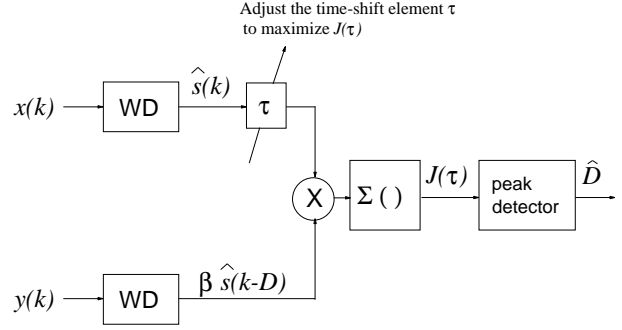 Adjust the time-shift element τ
to maximize J(τ)
x(k)
WD
ŝ(k)
τ
X
Σ ( )
J(τ)
peak
detector
D̂
y(k)
WD
β ŝ(k-D)